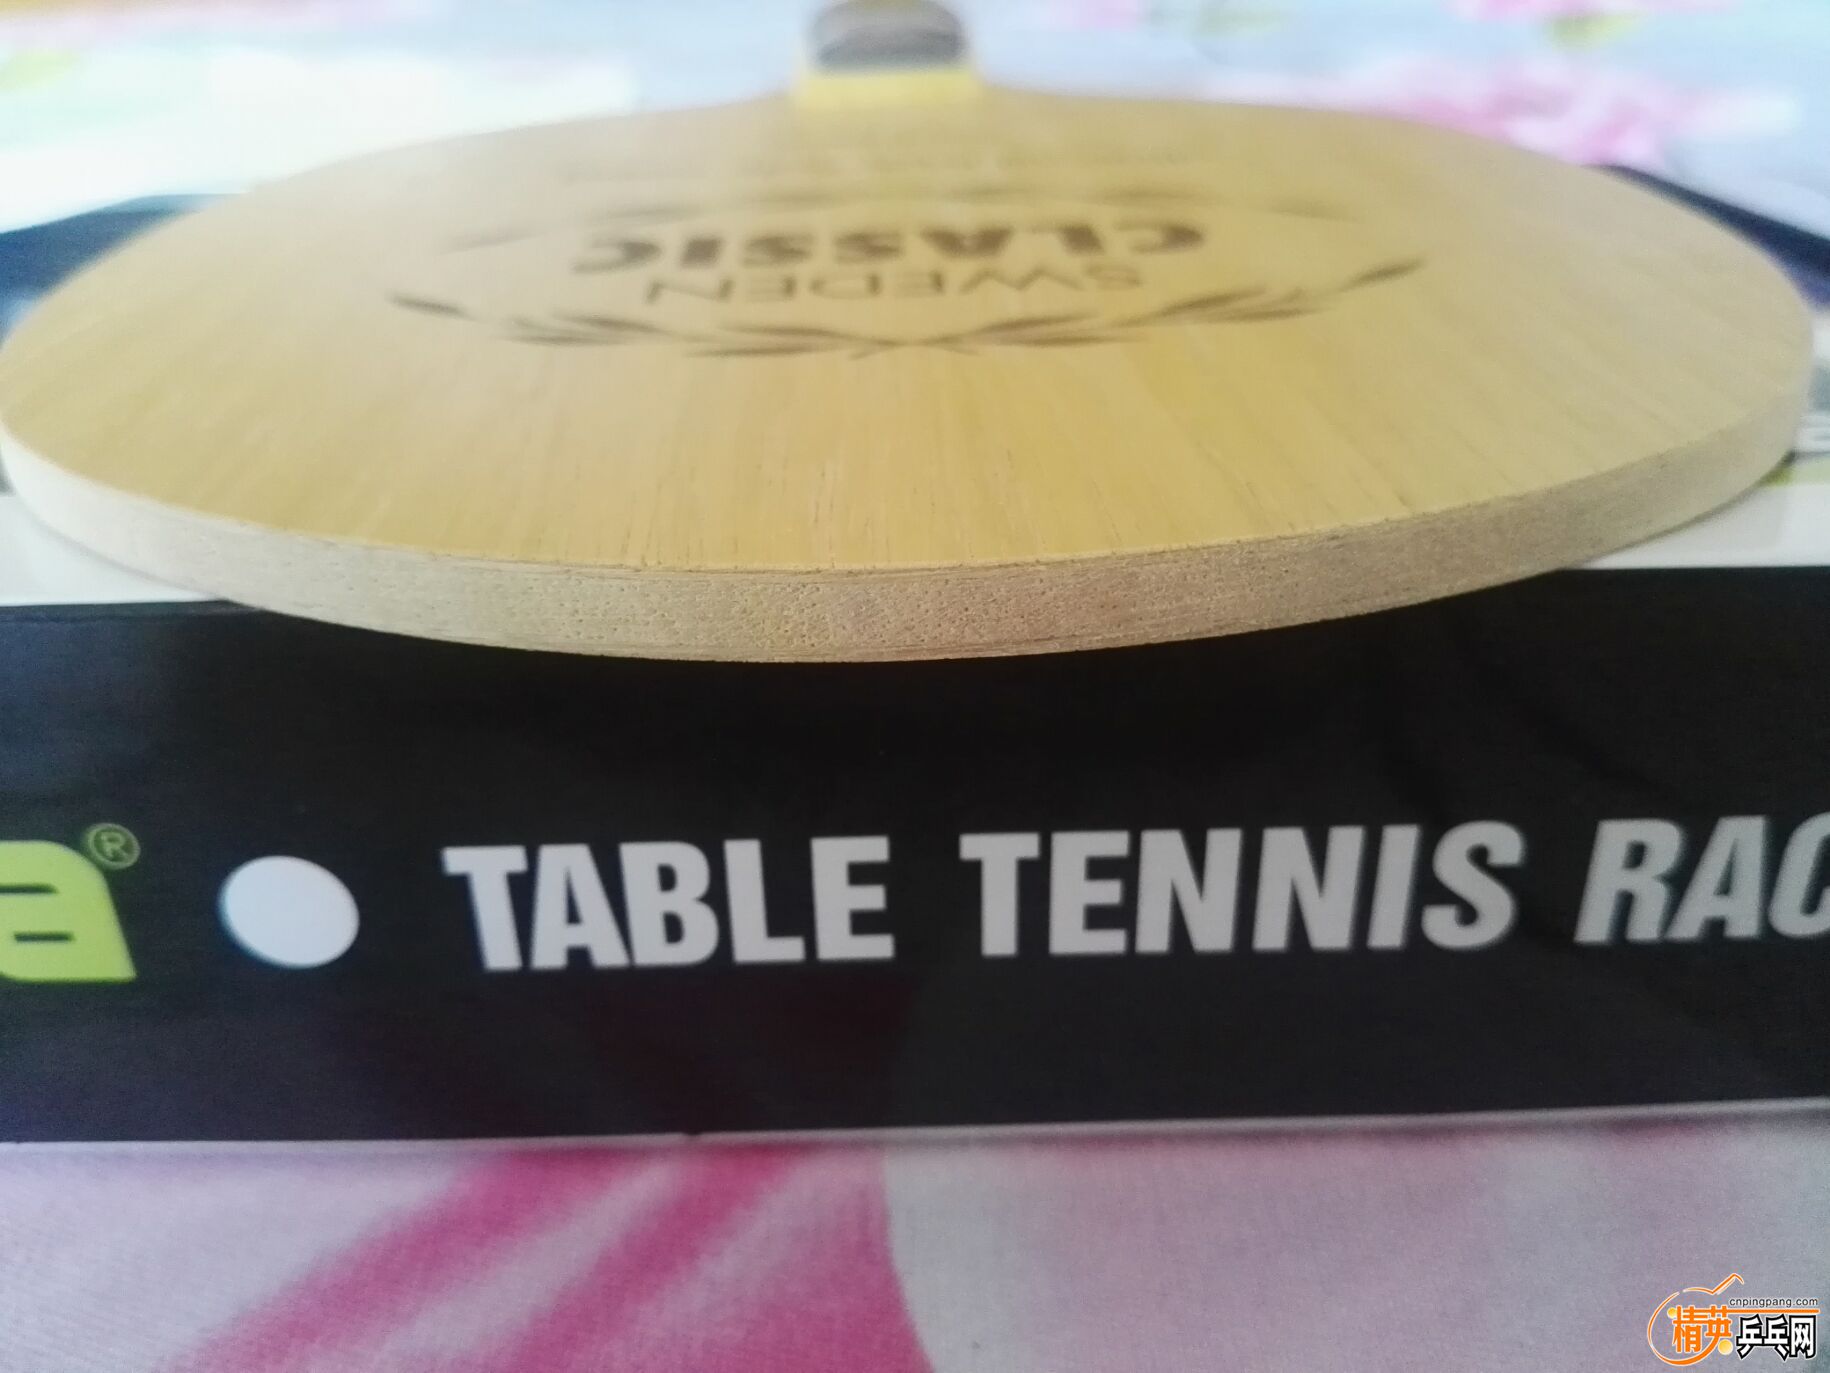 SWEDEN
CLASSIC
a® TABLE TENNIS RAC
cnpingpang.com
精英乒乓网